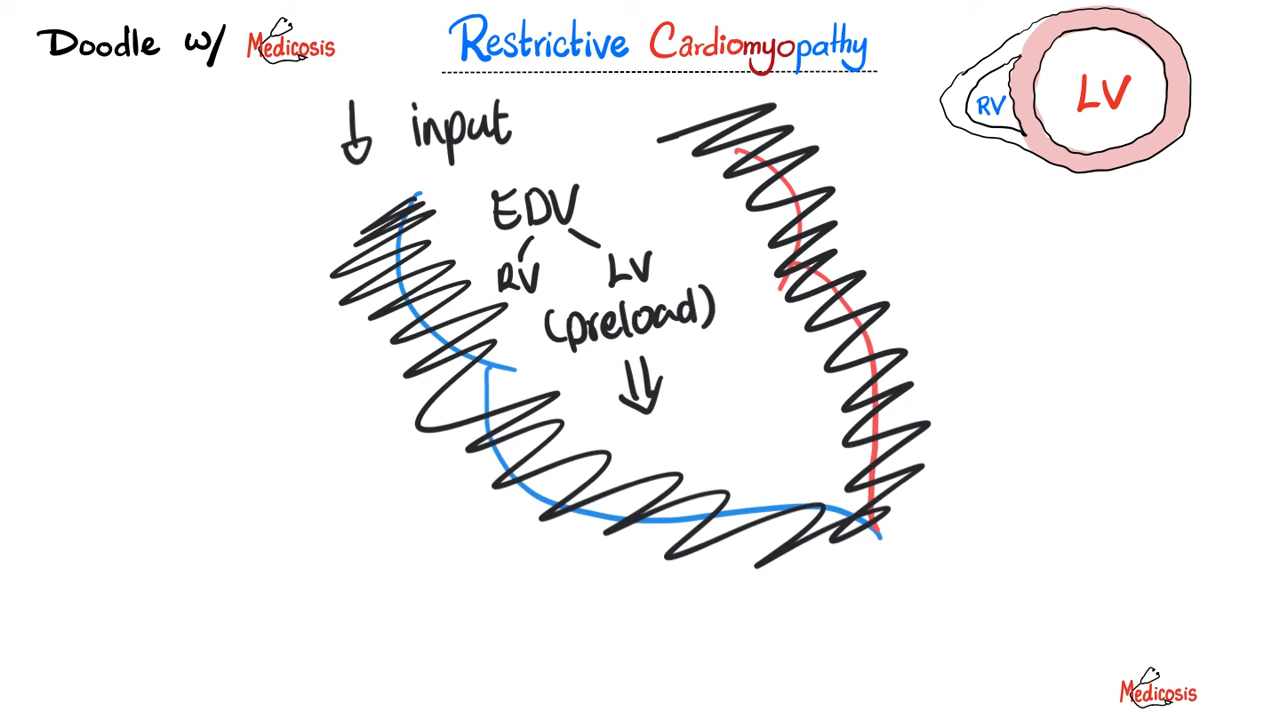 Doodle w/ Medicosis
Restrictive Cardiomyopathy
RV LV
↓ input
EDV
RV LV
(preload)
Medicosis